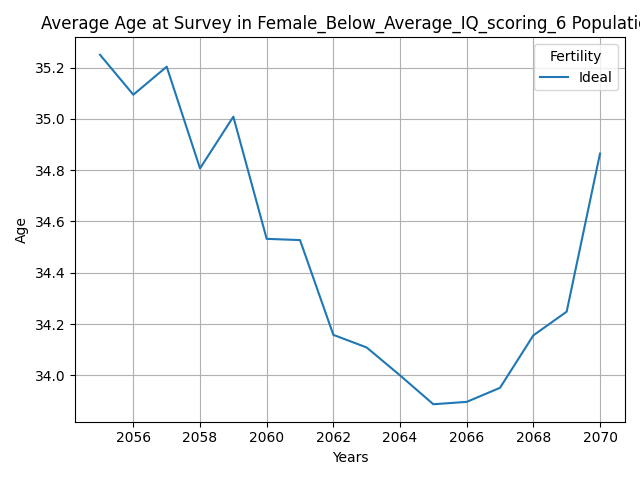 Average Age at Survey in Female_Below_Average_IQ_scoring_6 Populatio
Fertility
Ideal
35.2
35.0
34.8
34.6
34.4
34.2
34.0
Age
2056 2058 2060 2062 2064 2066 2068 2070
Years